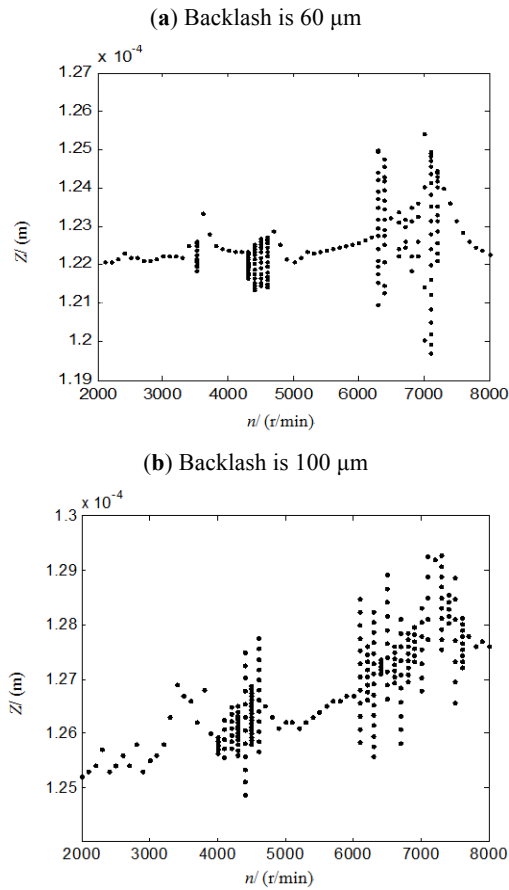 (a) Backlash is 60 μm
× 10⁻⁴
1.27
1.26
1.25
1.24
1.23
1.22
1.21
1.2
1.19
Z/ (m)
2000 3000 4000 5000 6000 7000 8000
n/ (r/min)
(b) Backlash is 100 μm
x 10⁻⁴
1.3
1.29
1.28
1.27
1.26
1.25
Z/ (m)
2000 3000 4000 5000 6000 7000 8000
n/ (r/min)